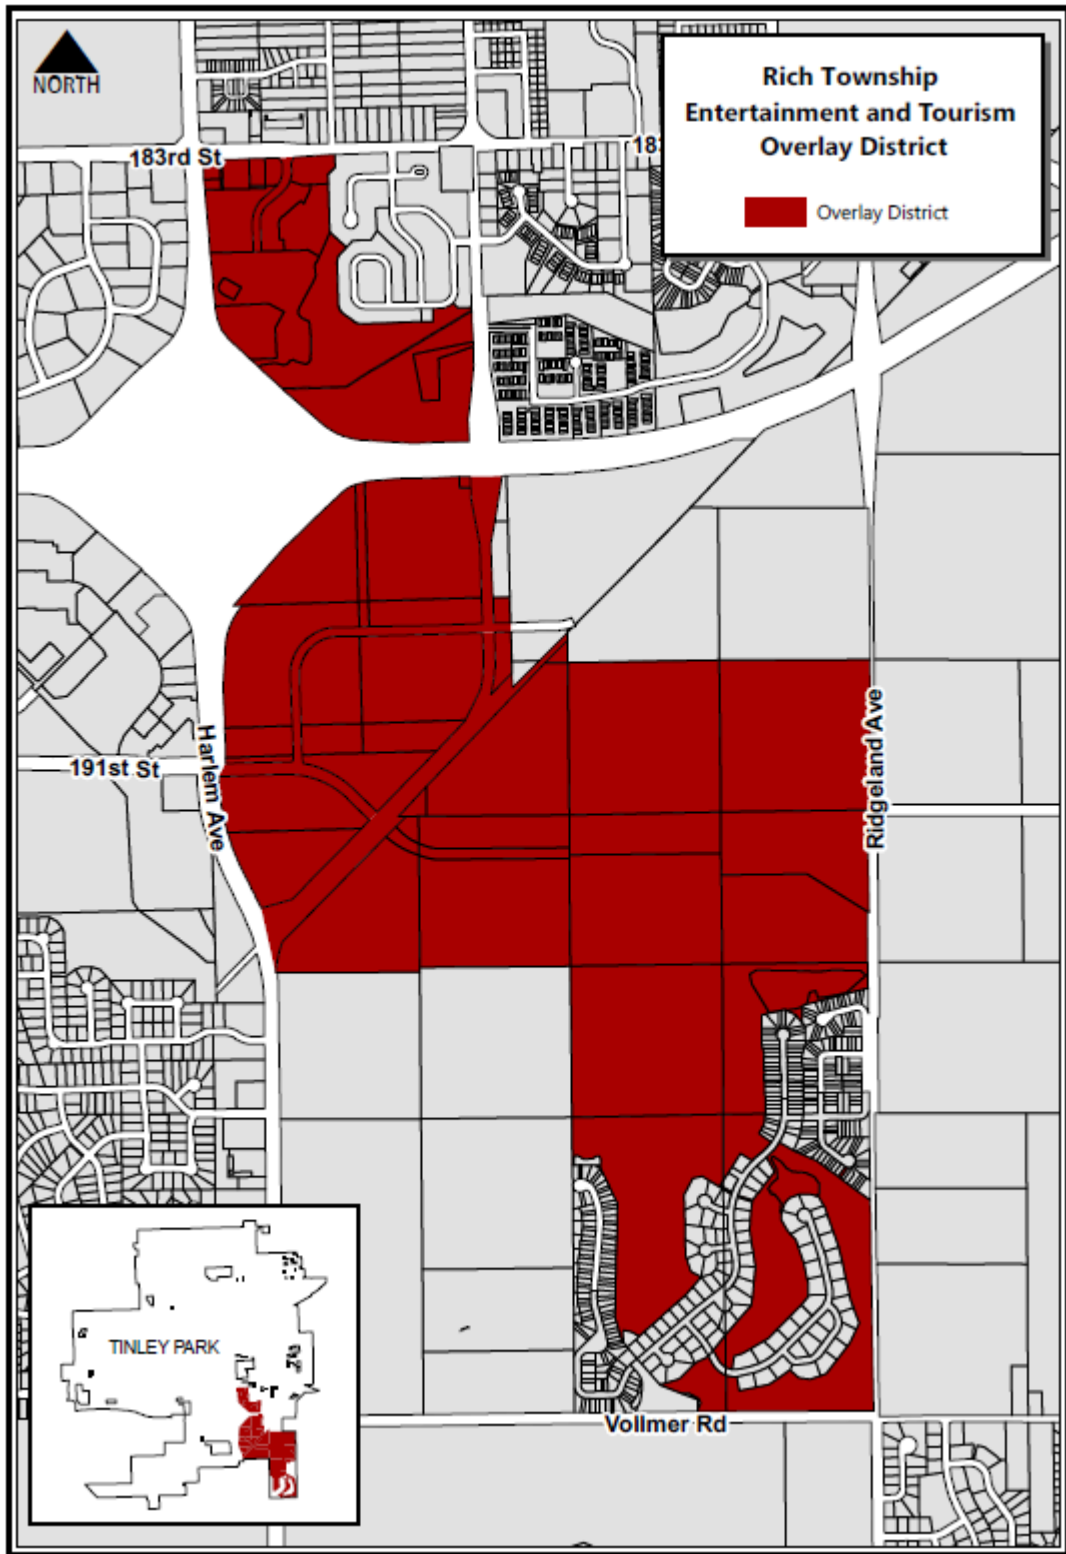 NORTH
Rich Township
Entertainment and Tourism
Overlay District
Overlay District
183rd St
183
191st St
Harlem Ave
Ridgeland Ave
TINLEY PARK
Vollmer Rd